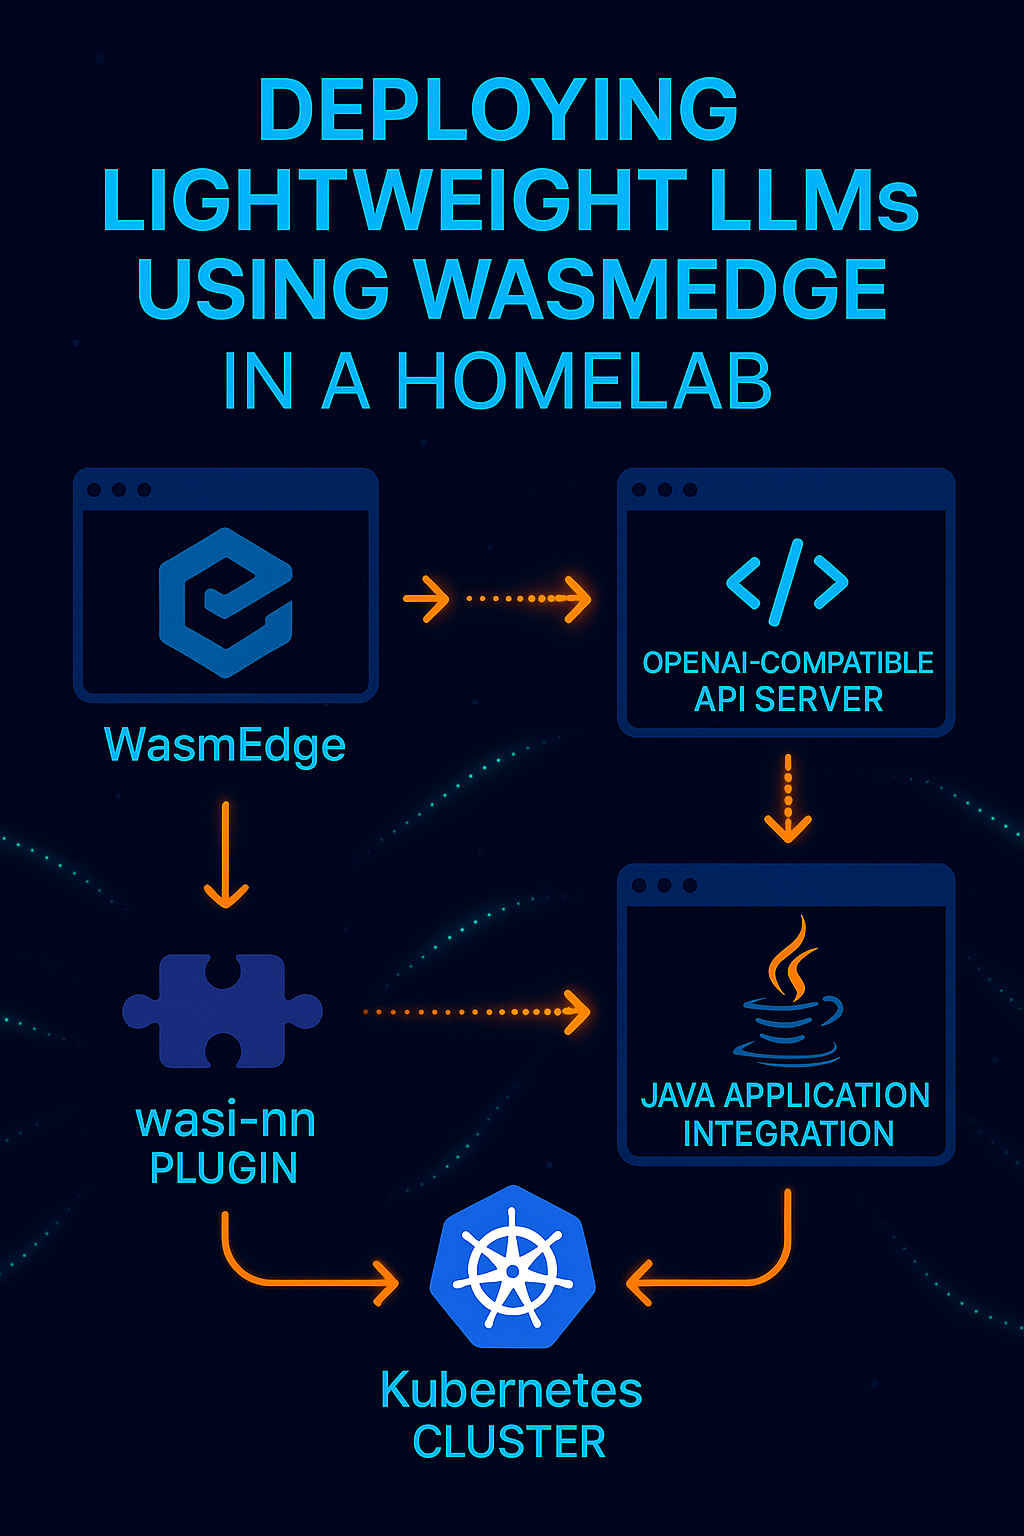 DEPLOYING
LIGHTWEIGHT LLMs
USING WASMEDGE
IN A HOMELAB
WasmEdge
</>
OPENAI-COMPATIBLE
API SERVER
wasi-nn
PLUGIN
JAVA APPLICATION
INTEGRATION
Kubernetes
CLUSTER